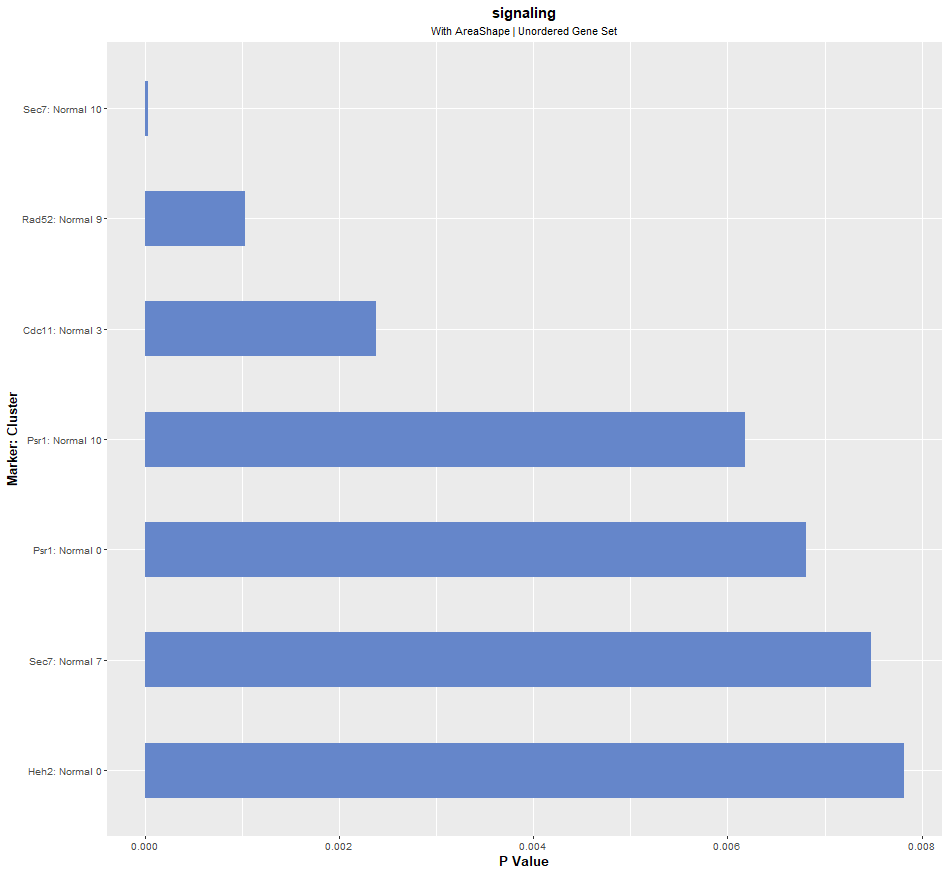 signaling
With AreaShape | Unordered Gene Set
Sec7: Normal 10
Rad52: Normal 9
Cdc11: Normal 3
Psr1: Normal 10
Psr1: Normal 0
Sec7: Normal 7
Heh2: Normal 0
Marker: Cluster
0.000 0.002 0.004 0.006 0.008
P Value